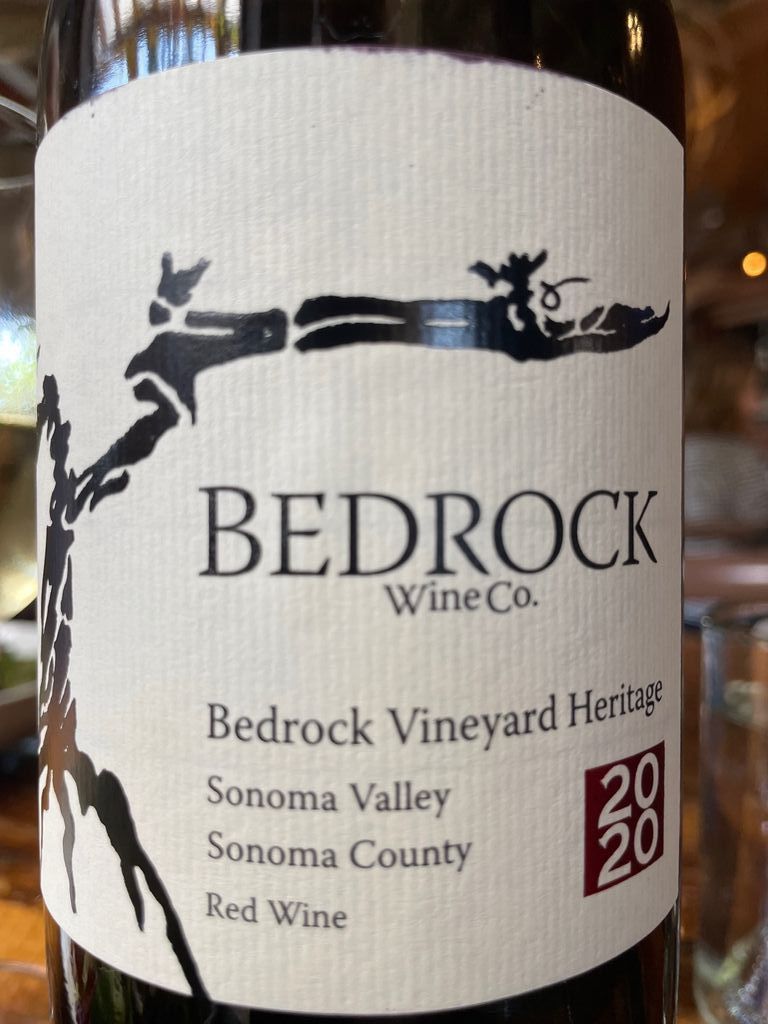 BEDROCK
Wine Co.
Bedrock Vineyard Heritage
Sonoma Valley
Sonoma County
Red Wine
20
20